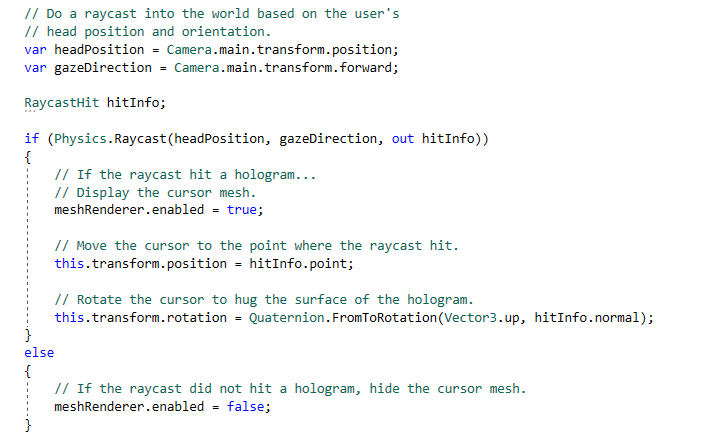 // Do a raycast into the world based on the user's
// head position and orientation.
var headPosition = Camera.main.transform.position;
var gazeDirection = Camera.main.transform.forward;
RaycastHit hitInfo;
if (Physics.Raycast(headPosition, gazeDirection, out hitInfo))
{
// If the raycast hit a hologram...
// Display the cursor mesh.
meshRenderer.enabled = true;
// Move the cursor to the point where the raycast hit.
this.transform.position = hitInfo.point;
// Rotate the cursor to hug the surface of the hologram.
this.transform.rotation = Quaternion.FromToRotation(Vector3.up, hitInfo.normal);
}
else
{
// If the raycast did not hit a hologram, hide the cursor mesh.
meshRenderer.enabled = false;
}